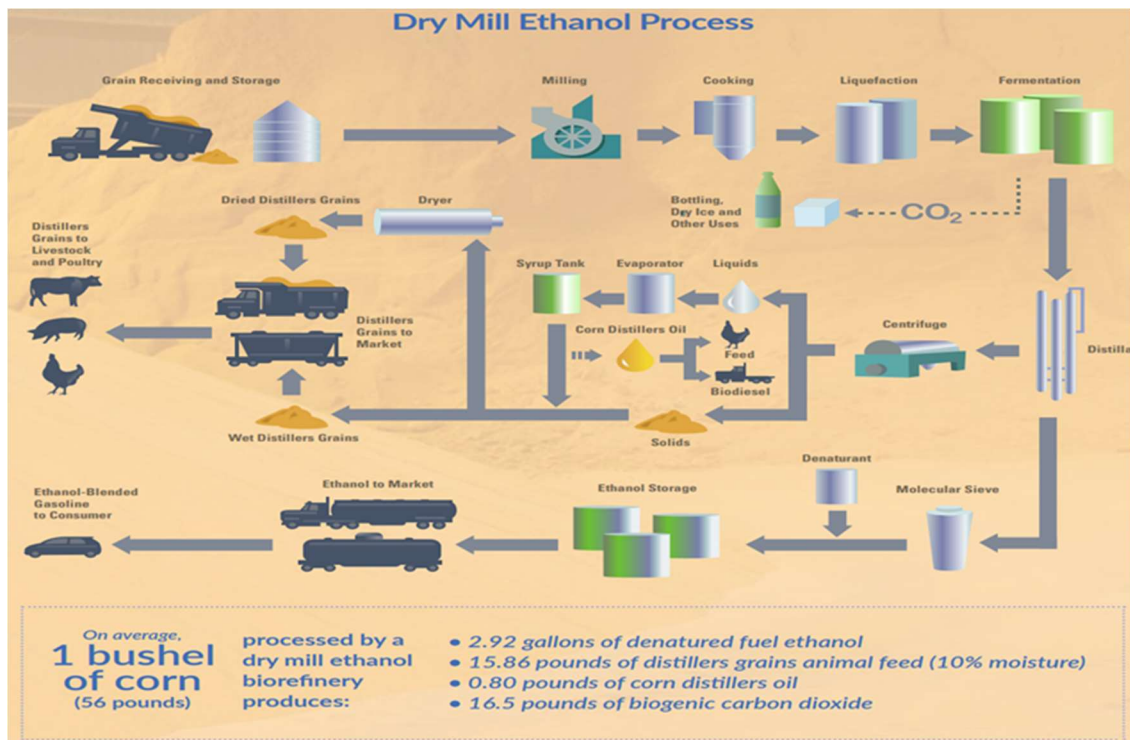 Dry Mill Ethanol Process
Grain Receiving and Storage
Milling
Cooking
Liquefaction
Fermentation
Bottling,
Dry Ice and
Other Uses
CO₂
Dried Distillers Grains
Dryer
Distillers
Grains to
Livestock
and Poultry
Syrup Tank
Evaporator
Liquids
Distillers
Grains to
Market
Corn Distillers Oil
Feed
Biodiesel
Centrifuge
Distilla
Wet Distillers Grains
Solids
Denaturant
Ethanol-Blended
Gasoline
to Consumer
Ethanol to Market
Ethanol Storage
Molecular Sieve
On average,
1 bushel
of corn
(56 pounds)
processed by a
dry mill ethanol
biorefinery
produces:
• 2.92 gallons of denatured fuel ethanol
• 15.86 pounds of distillers grains animal feed (10% moisture)
• 0.80 pounds of corn distillers oil
• 16.5 pounds of biogenic carbon dioxide